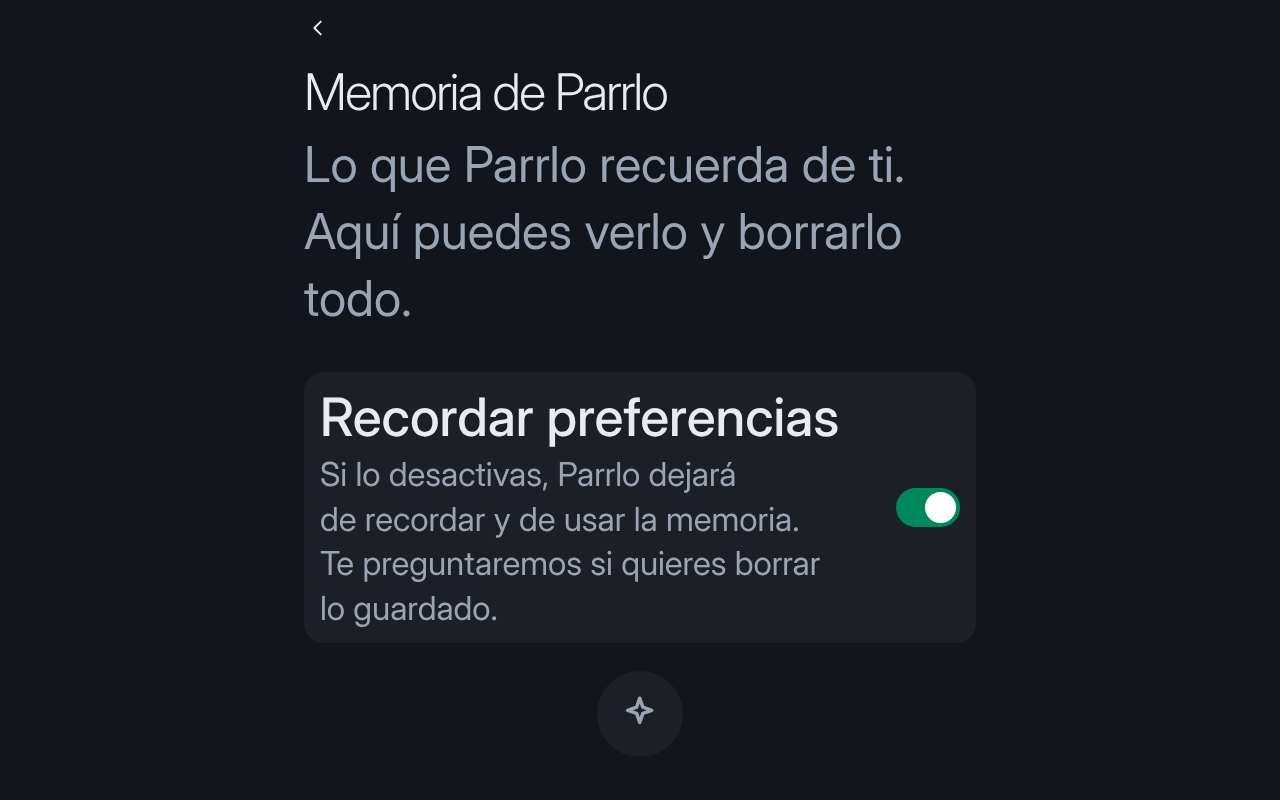 Memoria de Parrlo
Lo que Parrlo recuerda de ti.
Aquí puedes verlo y borrarlo
todo.
Recordar preferencias
Si lo desactivas, Parrlo dejará
de recordar y de usar la memoria.
Te preguntaremos si quieres borrar
lo guardado.